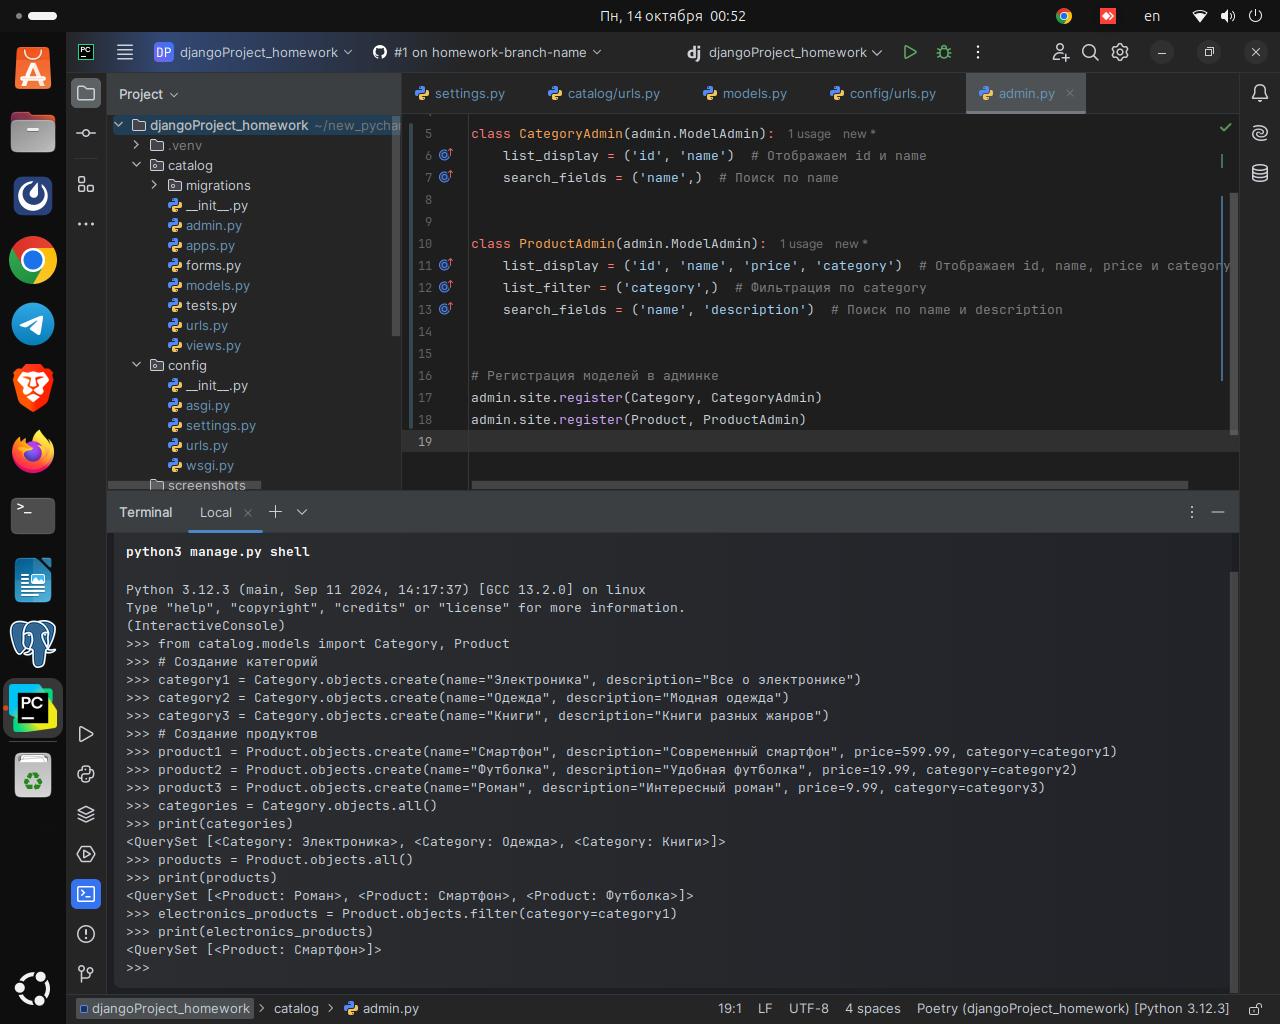 Пн, 14 октября 00:52
en
PC
DP djangoProject_homework
#1 on homework-branch-name
dj djangoProject_homework
Project
settings.py
catalog/urls.py
models.py
config/urls.py
admin.py
djangoProject_homework ~/new_pychar
.venv
catalog
migrations
__init__.py
admin.py
apps.py
forms.py
models.py
tests.py
urls.py
views.py
config
__init__.py
asgi.py
settings.py
urls.py
wsgi.py
screenshots
5 class CategoryAdmin(admin.ModelAdmin): 1 usage new *
6 list_display = ('id', 'name') # Отображаем id и name
7 search_fields = ('name',) # Поиск по name
8
9
10 class ProductAdmin(admin.ModelAdmin): 1 usage new *
11 list_display = ('id', 'name', 'price', 'category') # Отображаем id, name, price и category
12 list_filter = ('category',) # Фильтрация по category
13 search_fields = ('name', 'description') # Поиск по name и description
14
15
16 # Регистрация моделей в админке
17 admin.site.register(Category, CategoryAdmin)
18 admin.site.register(Product, ProductAdmin)
19
Terminal
Local
python3 manage.py shell
Python 3.12.3 (main, Sep 11 2024, 14:17:37) [GCC 13.2.0] on linux
Type "help", "copyright", "credits" or "license" for more information.
(InteractiveConsole)
>>> from catalog.models import Category, Product
>>> # Создание категорий
>>> category1 = Category.objects.create(name="Электроника", description="Все о электронике")
>>> category2 = Category.objects.create(name="Одежда", description="Модная одежда")
>>> category3 = Category.objects.create(name="Книги", description="Книги разных жанров")
>>> # Создание продуктов
>>> product1 = Product.objects.create(name="Смартфон", description="Современный смартфон", price=599.99, category=category1)
>>> product2 = Product.objects.create(name="Футболка", description="Удобная футболка", price=19.99, category=category2)
>>> product3 = Product.objects.create(name="Роман", description="Интересный роман", price=9.99, category=category3)
>>> categories = Category.objects.all()
>>> print(categories)
<QuerySet [<Category: Электроника>, <Category: Одежда>, <Category: Книги>]>
>>> products = Product.objects.all()
>>> print(products)
<QuerySet [<Product: Роман>, <Product: Смартфон>, <Product: Футболка>]>
>>> electronics_products = Product.objects.filter(category=category1)
>>> print(electronics_products)
<QuerySet [<Product: Смартфон>]>
>>>
PC
djangoProject_homework > catalog > admin.py
19:1 LF UTF-8 4 spaces Poetry (djangoProject_homework) [Python 3.12.3]